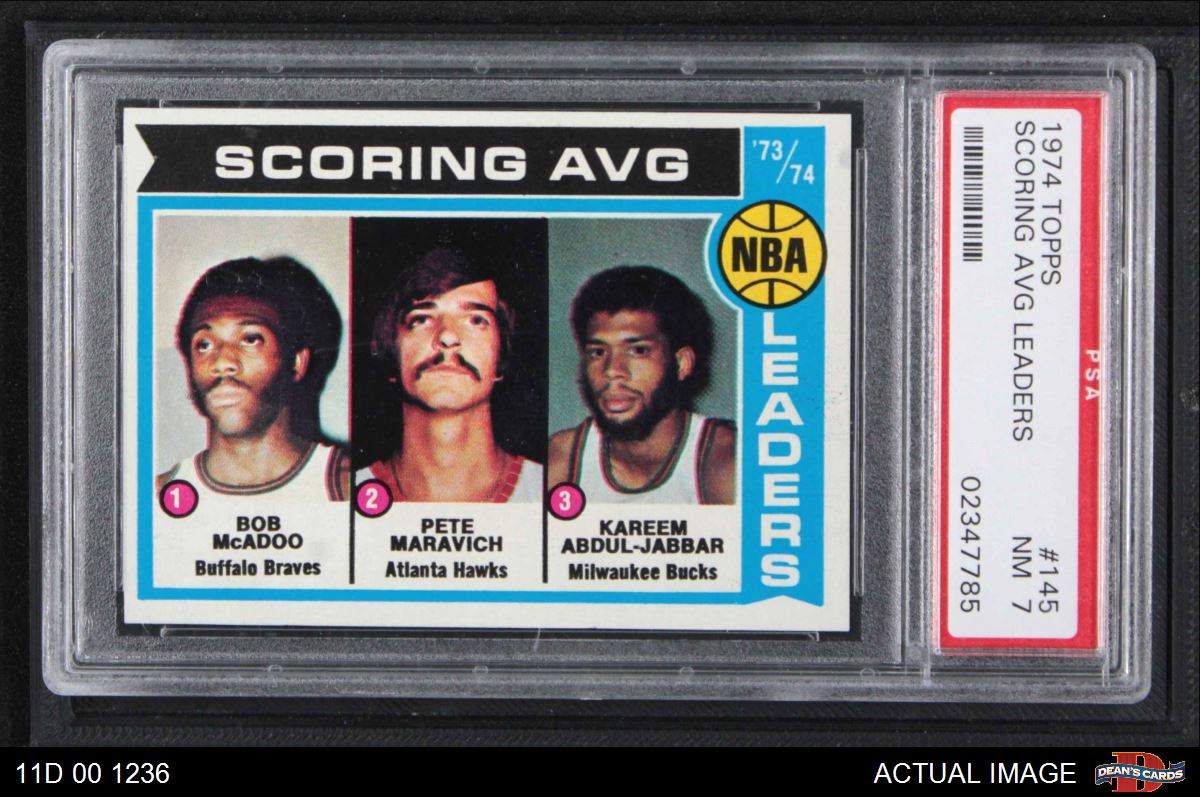 SCORING AVG
'73/74
NBA
LEADERS
1
BOB
McADOO
Buffalo Braves
2
PETE
MARAVICH
Atlanta Hawks
3
KAREEM
ABDUL-JABBAR
Milwaukee Bucks
PSA
1974 TOPPS #145
SCORING AVG LEADERS NM 7
02347785
11D 00 1236
ACTUAL IMAGE
D
DEAN'S CARDS